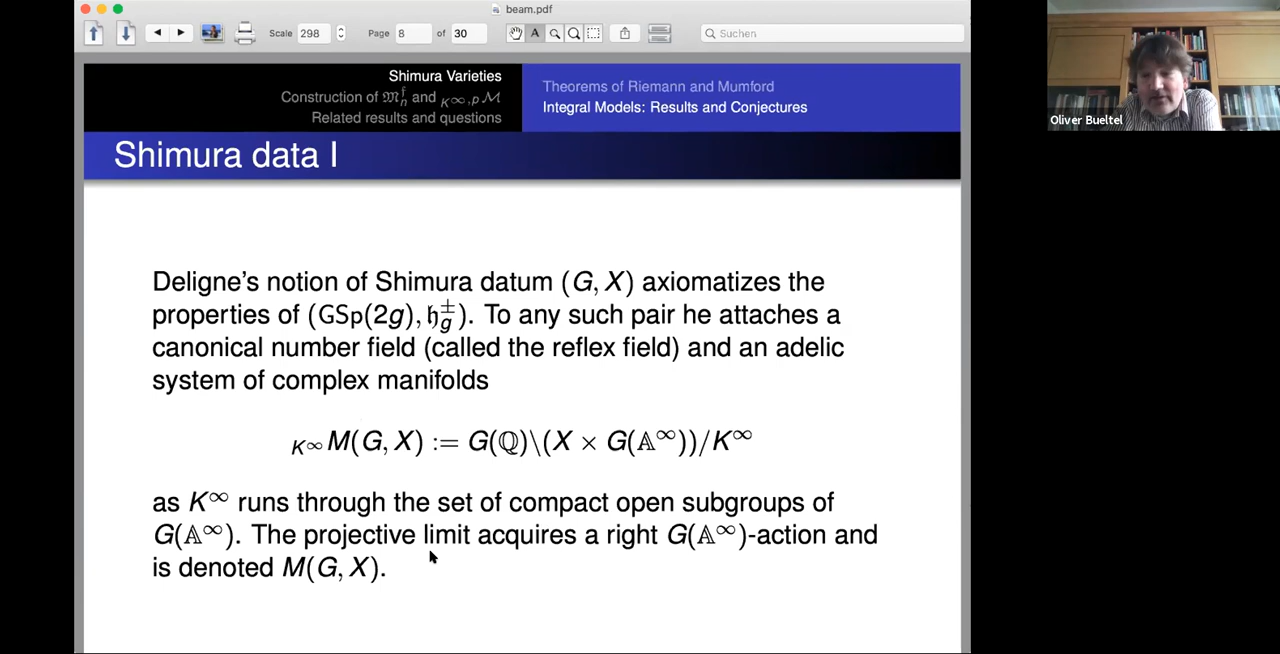 beam.pdf
Scale 298 Page 8 of 30 A Suchen
Shimura Varieties
Construction of 𝔐ᶠₙ and K∞,p ℳ
Related results and questions
Theorems of Riemann and Mumford
Integral Models: Results and Conjectures
Shimura data I
Deligne's notion of Shimura datum (G, X) axiomatizes the
properties of (GSp(2g), 𝔥±g). To any such pair he attaches a
canonical number field (called the reflex field) and an adelic
system of complex manifolds
K∞M(G, X) := G(ℚ)\(X × G(𝔸∞))/K∞
as K∞ runs through the set of compact open subgroups of
G(𝔸∞). The projective limit acquires a right G(𝔸∞)-action and
is denoted M(G, X).
Oliver Bueltel